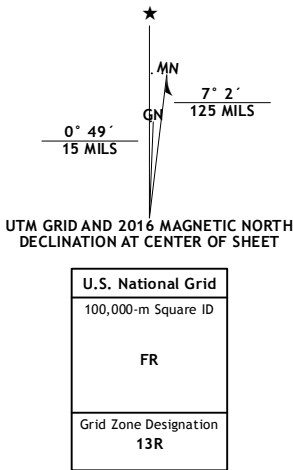 MN
7° 2´
125 MILS
GN
0° 49´
15 MILS
UTM GRID AND 2016 MAGNETIC NORTH
DECLINATION AT CENTER OF SHEET
U.S. National Grid
100,000-m Square ID
FR
Grid Zone Designation
13R